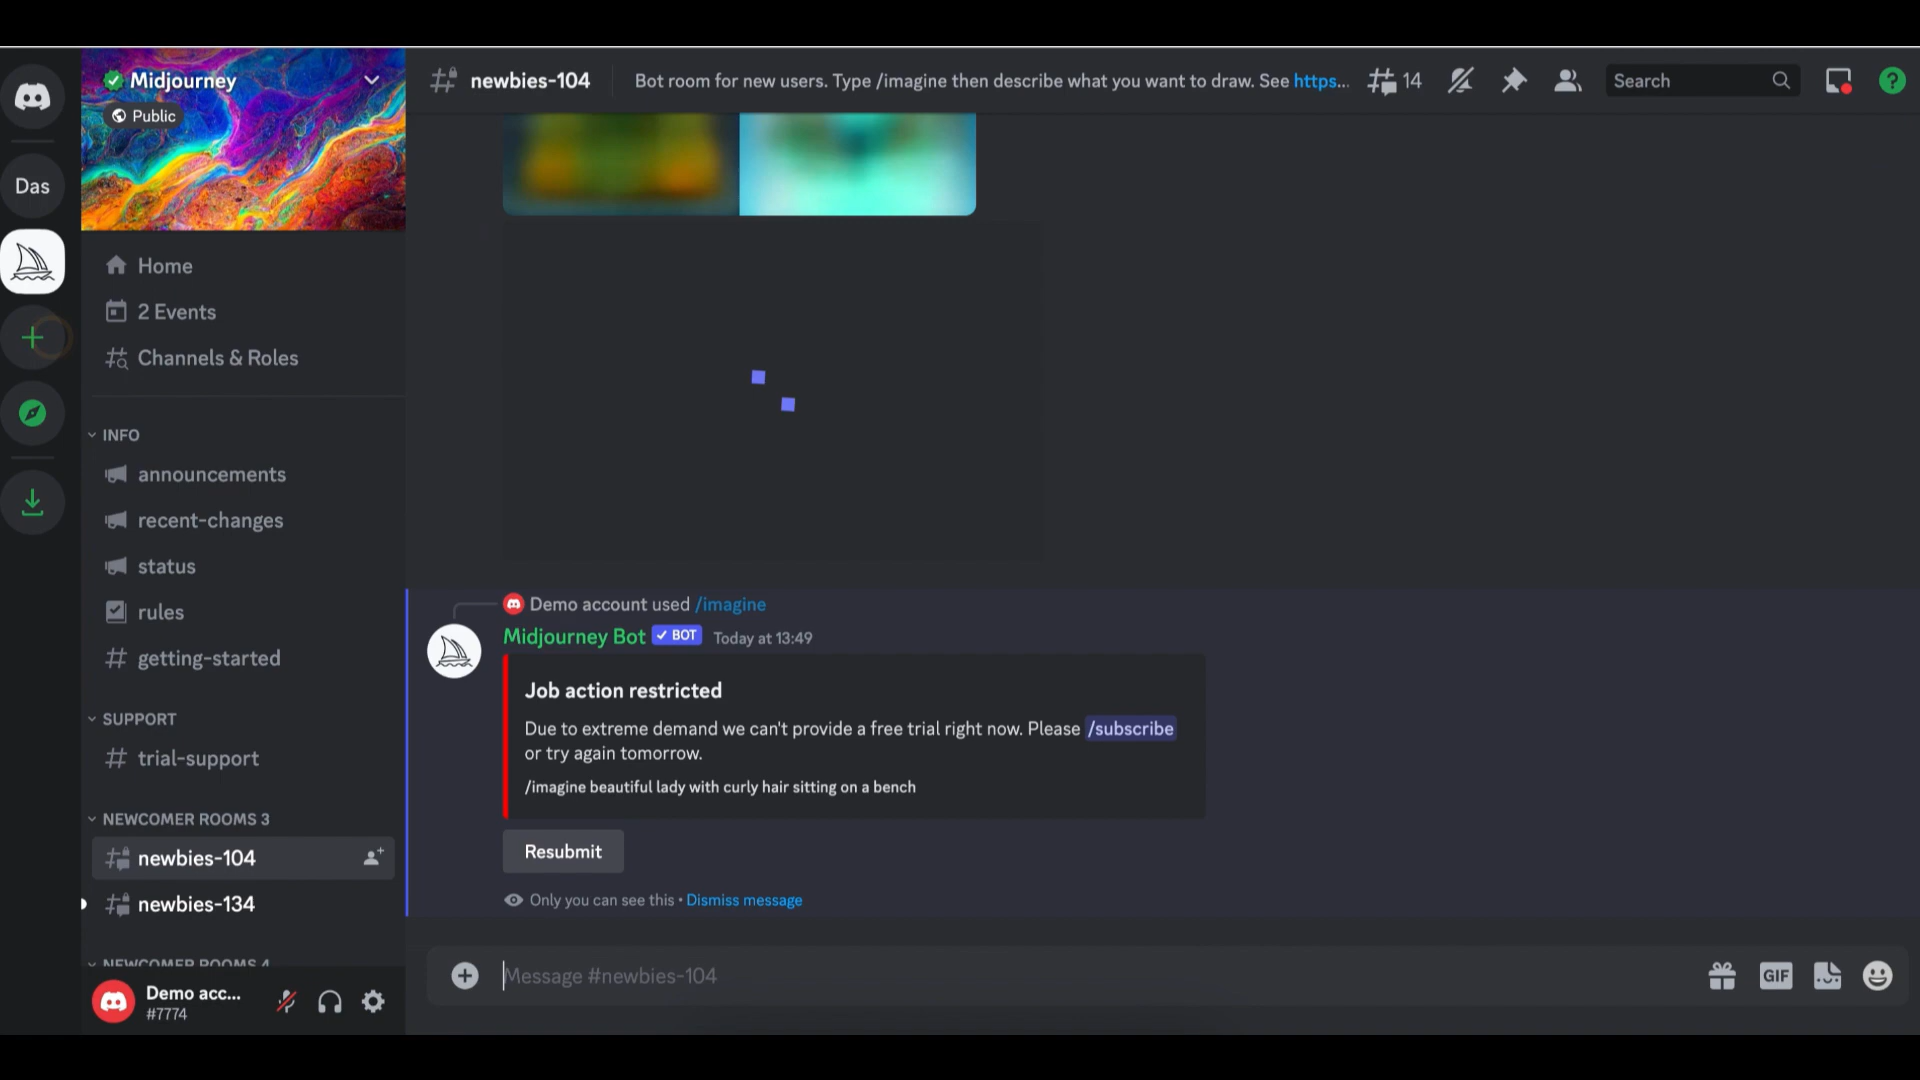 Midjourney
Public
Das
Home
2 Events
Channels & Roles
INFO
announcements
recent-changes
status
rules
getting-started
SUPPORT
trial-support
NEWCOMER ROOMS 3
newbies-104
newbies-134
NEWCOMER ROOMS 4
Demo acc...
#7774
newbies-104
Bot room for new users. Type /imagine then describe what you want to draw. See https...
14
Search
Demo account used /imagine
Midjourney Bot BOT Today at 13:49
Job action restricted
Due to extreme demand we can't provide a free trial right now. Please /subscribe
or try again tomorrow.
/imagine beautiful lady with curly hair sitting on a bench
Resubmit
Only you can see this • Dismiss message
Message #newbies-104
GIF